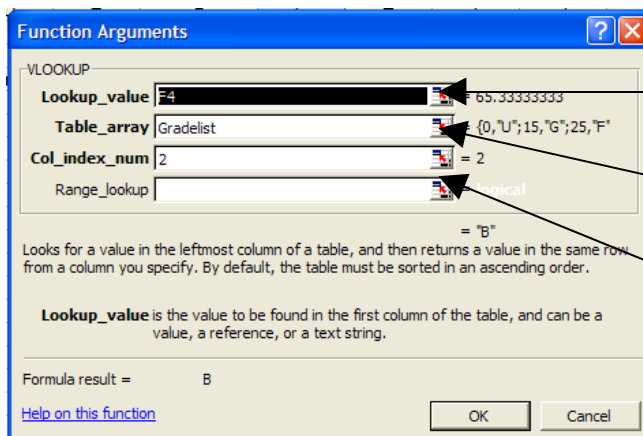 Function Arguments
VLOOKUP
Lookup_value F4 = 65.33333333
Table_array Gradelist = {0,"U";15,"G";25,"F"
Col_index_num 2 = 2
Range_lookup = logical
= "B"
Looks for a value in the leftmost column of a table, and then returns a value in the same row
from a column you specify. By default, the table must be sorted in an ascending order.
Lookup_value is the value to be found in the first column of the table, and can be a
value, a reference, or a text string.
Formula result = B
Help on this function
OK Cancel